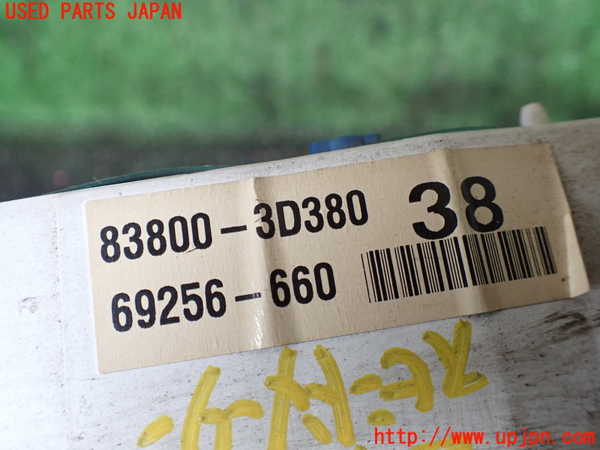 USED PARTS JAPAN
83800-3D380
38
69256-660
http://www.upjpn.com